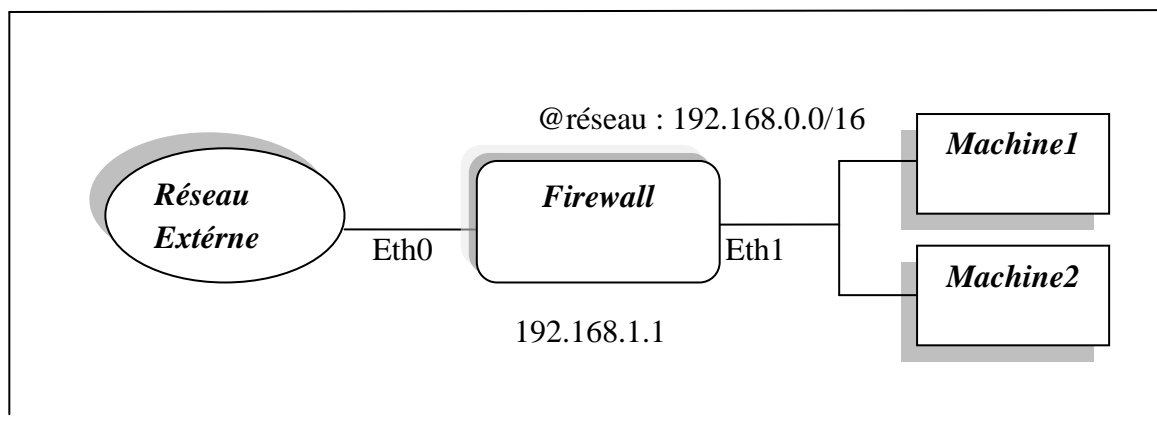 @réseau : 192.168.0.0/16
Machine1
Réseau
Extérne
Firewall
Eth0
Eth1
Machine2
192.168.1.1